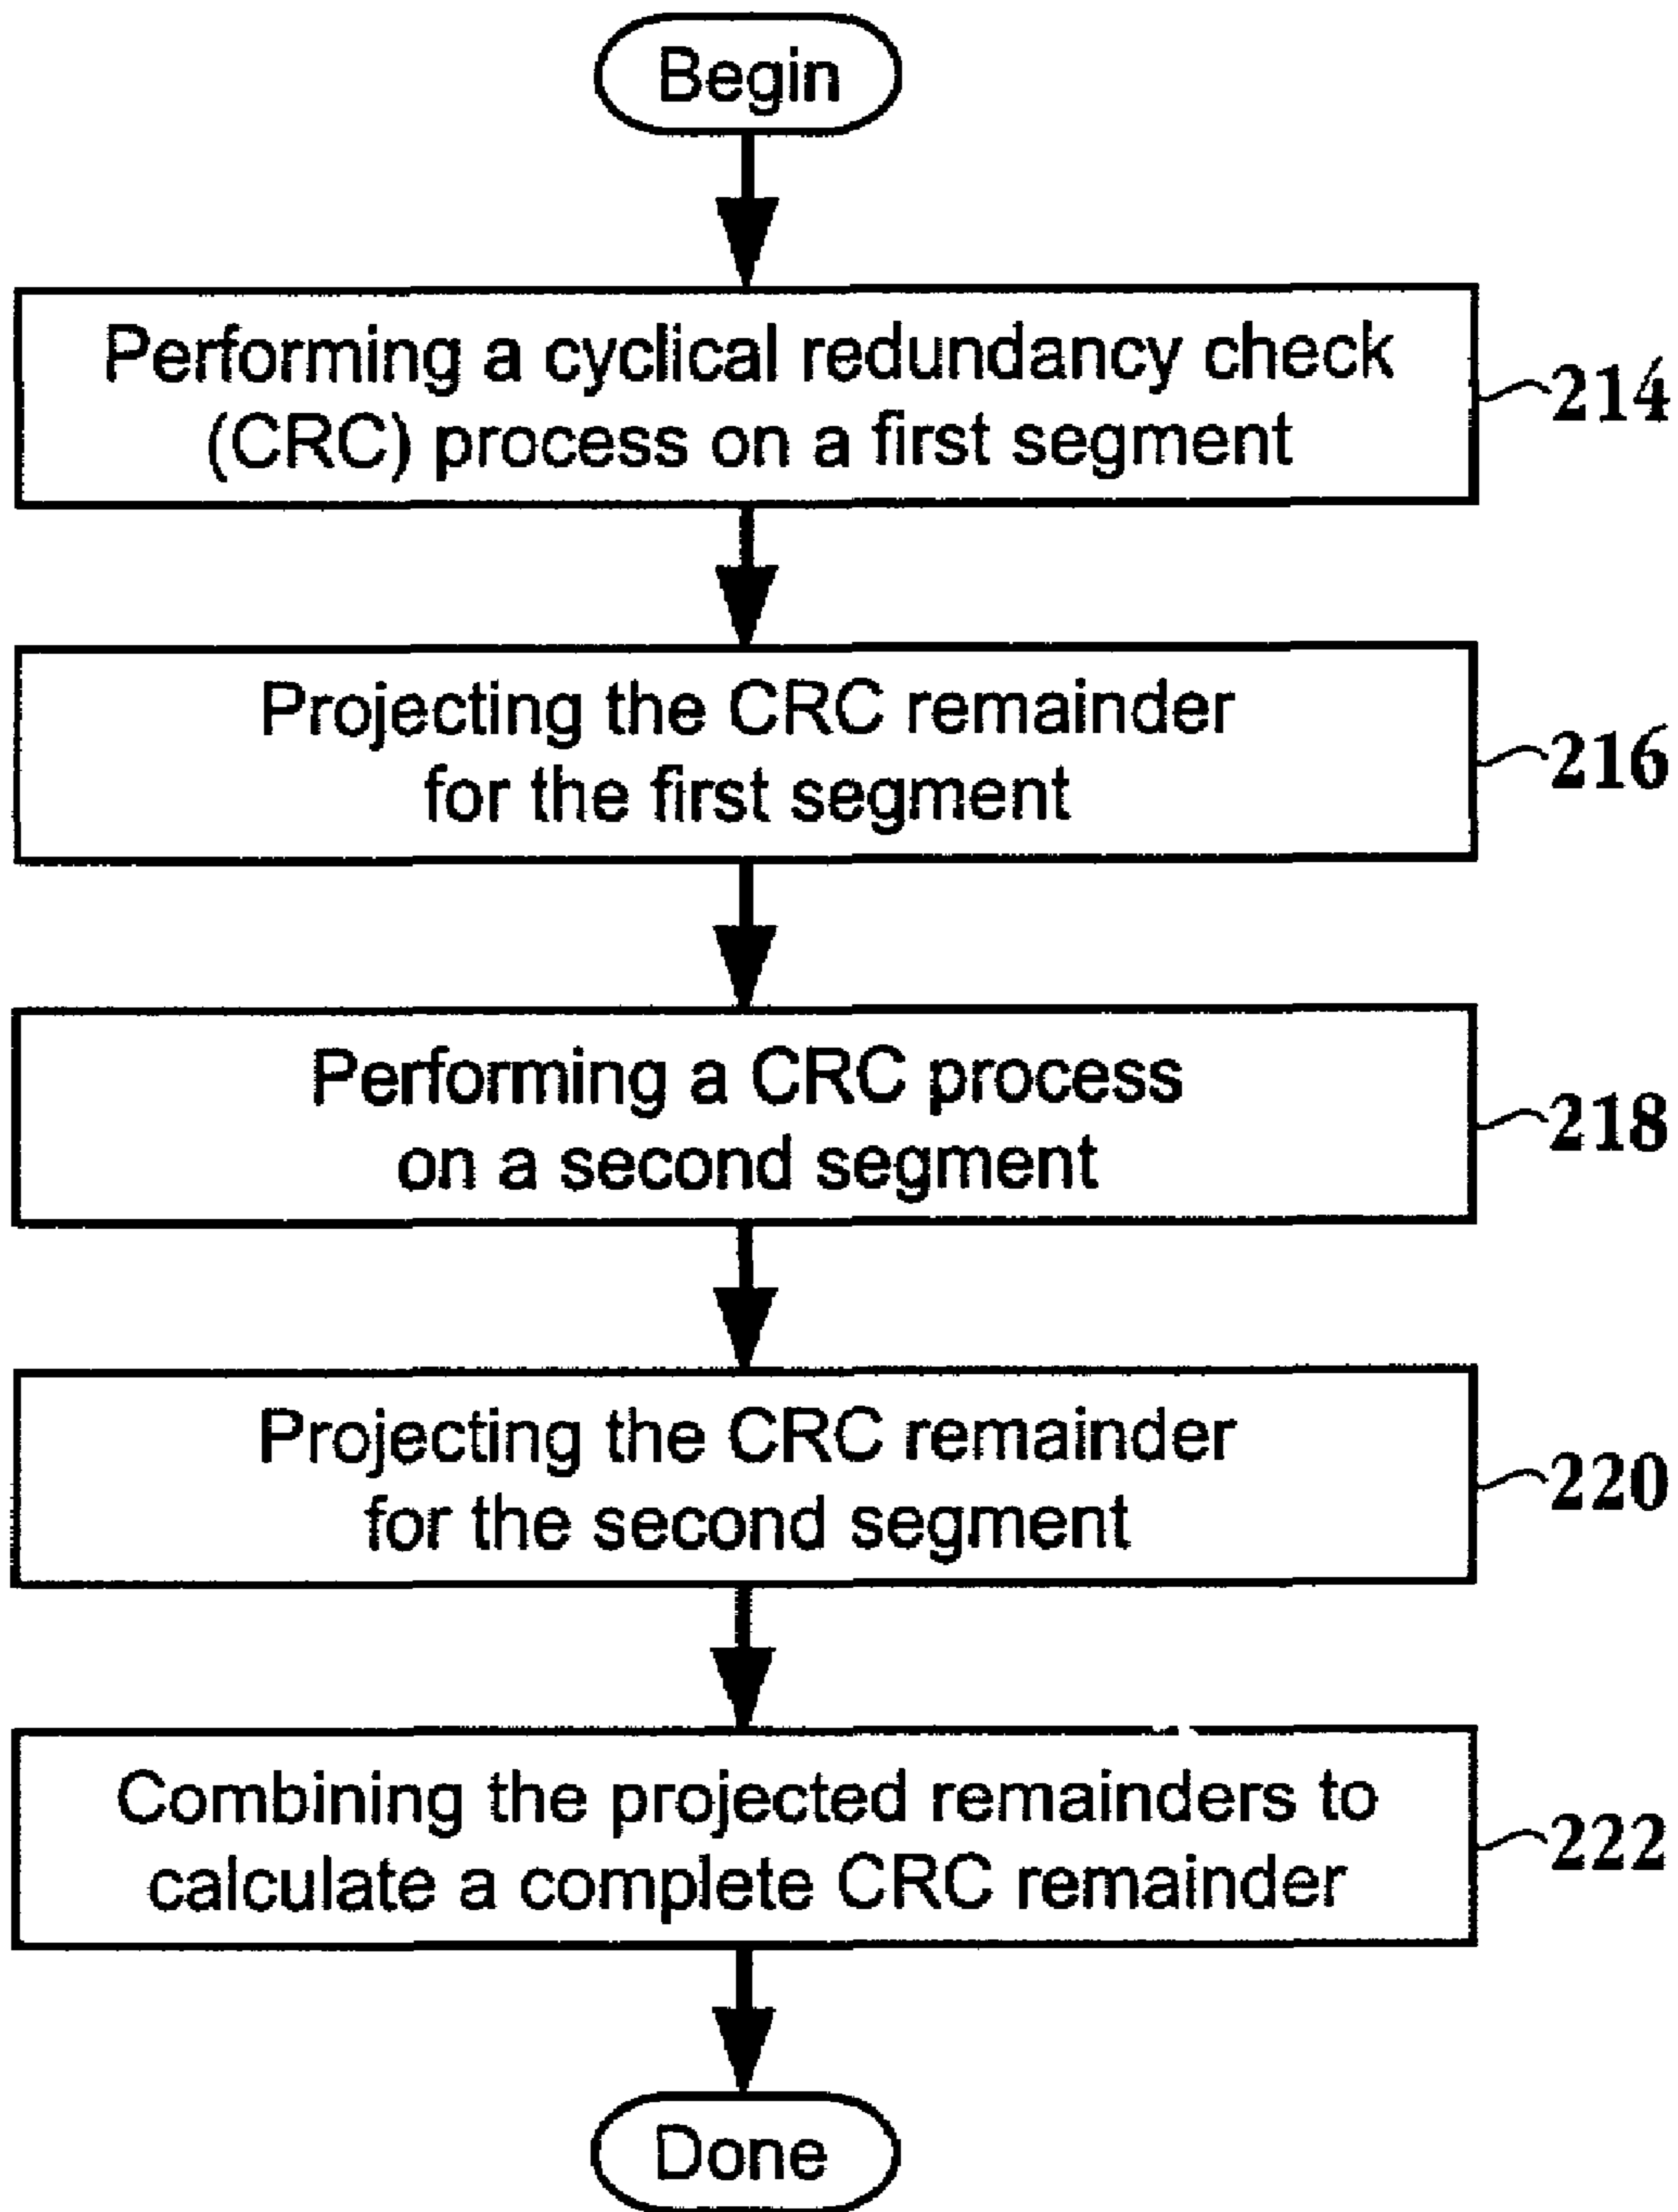 Begin
Performing a cyclical redundancy check
(CRC) process on a first segment
214
Projecting the CRC remainder
for the first segment
216
Performing a CRC process
on a second segment
218
Projecting the CRC remainder
for the second segment
220
Combining the projected remainders to
calculate a complete CRC remainder
222
Done